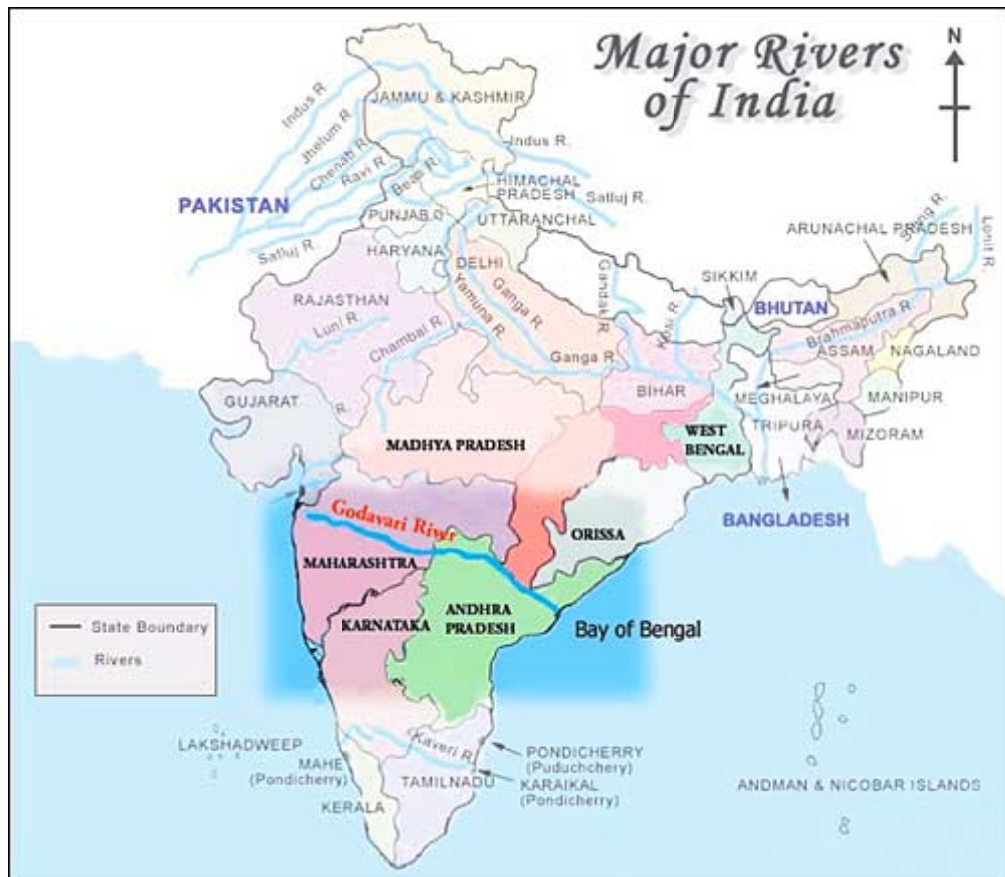 Major Rivers
of India
N
Indus R.
JAMMU & KASHMIR
Jhelum R.
Chenab R.
Ravi R.
Beas R.
Indus R.
HIMACHAL
PRADESH
Satluj R.
PAKISTAN
PUNJAB
UTTARANCHAL
Satluj R.
HARYANA
DELHI
ARUNACHAL PRADESH
Lohit R.
SIKKIM
BHUTAN
RAJASTHAN
Yamuna R.
Ganga R.
Gandak R.
Kosi R.
Brahmaputra R.
Luni R.
Chambal R.
Ganga R.
ASSAM
NAGALAND
BIHAR
MEGHALAYA
MANIPUR
GUJARAT
R.
TRIPURA
MIZORAM
MADHYA PRADESH
WEST
BENGAL
BANGLADESH
Godavari River
ORISSA
MAHARASHTRA
KARNATAKA
ANDHRA
PRADESH
Bay of Bengal
State Boundary
Rivers
LAKSHADWEEP
Kaveri R.
PONDICHERRY
(Puduchchery)
MAHE
(Pondicherry)
TAMILNADU
KARAIKAL
(Pondicherry)
KERALA
ANDMAN & NICOBAR ISLANDS